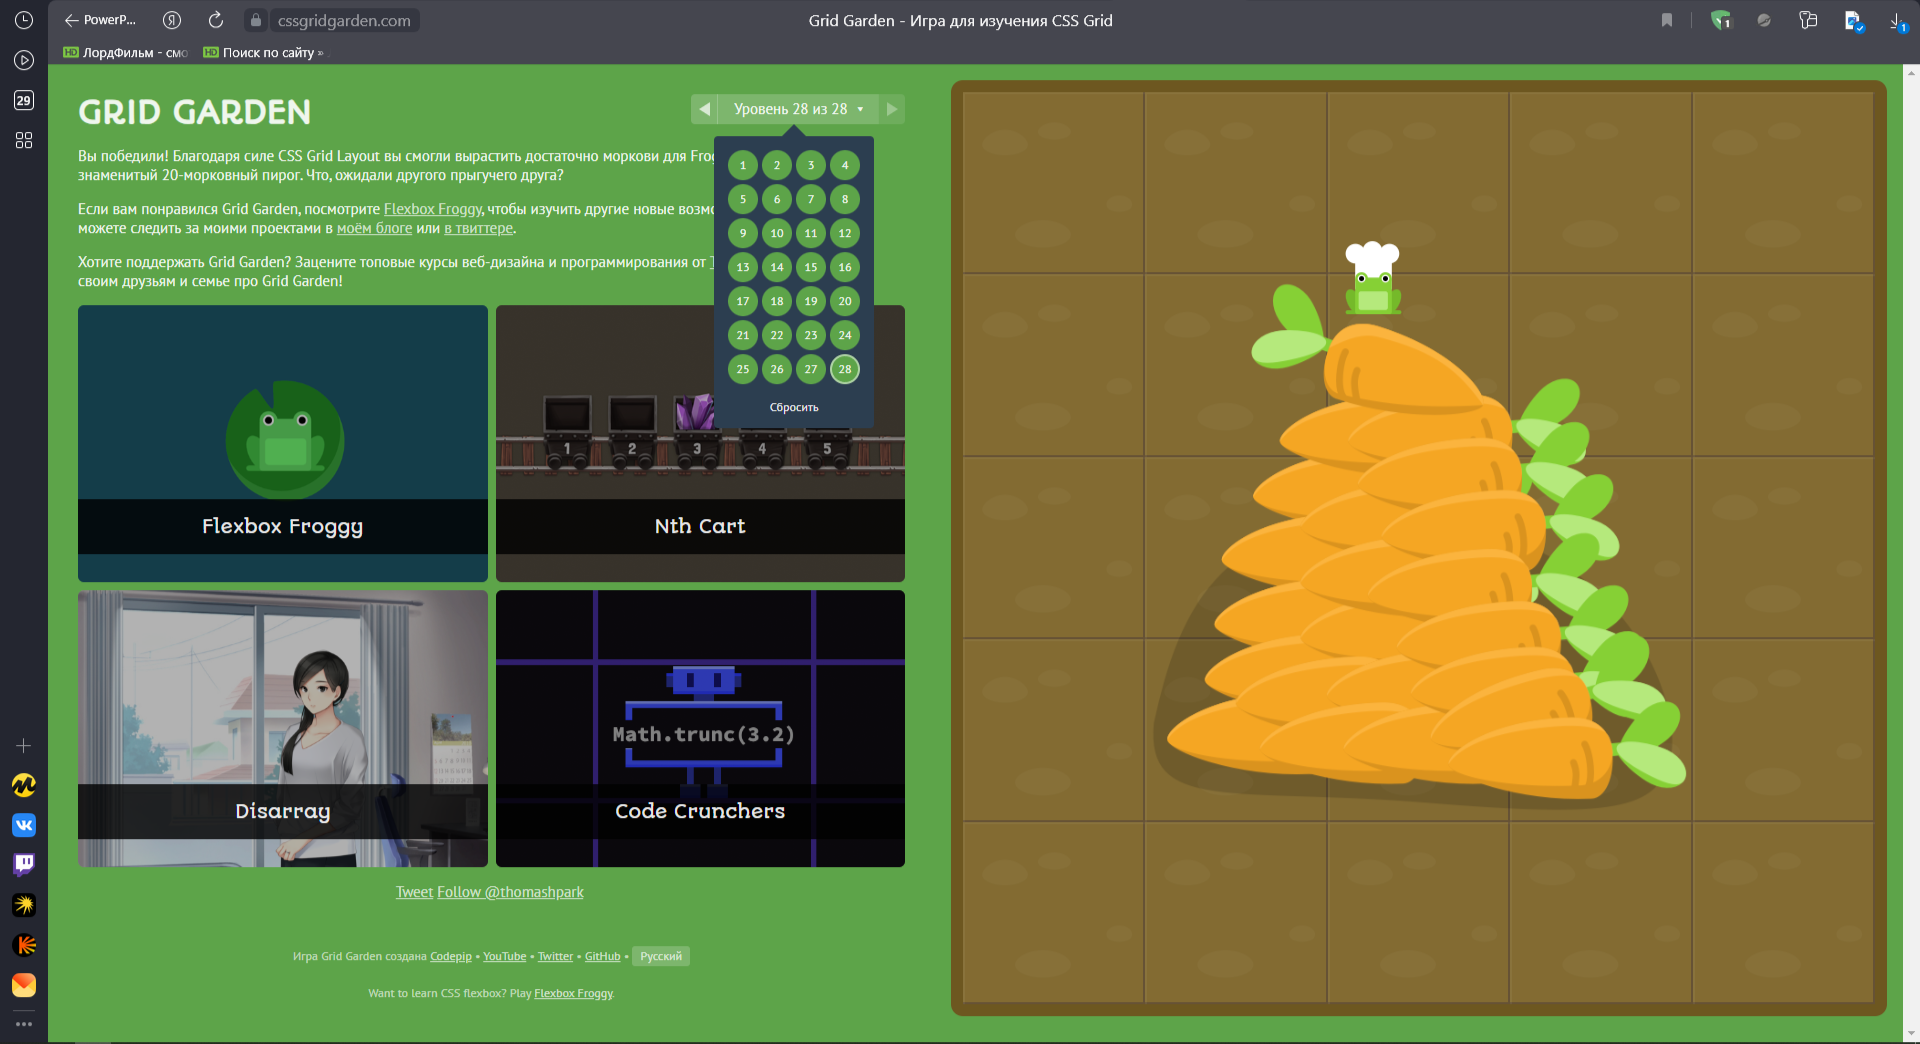 PowerP...
Я
cssgridgarden.com
Grid Garden - Игра для изучения CSS Grid
1
1
HD ЛордФильм - смо
HD Поиск по сайту »
29
GRID GARDEN
Уровень 28 из 28
Вы победили! Благодаря силе CSS Grid Layout вы смогли вырастить достаточно моркови для Frog
знаменитый 20-морковный пирог. Что, ожидали другого прыгучего друга?
Если вам понравился Grid Garden, посмотрите Flexbox Froggy, чтобы изучить другие новые возмо
можете следить за моими проектами в моём блоге или в твиттере.
Хотите поддержать Grid Garden? Зацените топовые курсы веб-дизайна и программирования от
своим друзьям и семье про Grid Garden!
1 2 3 4
5 6 7 8
9 10 11 12
13 14 15 16
17 18 19 20
21 22 23 24
25 26 27 28
Сбросить
1 2 3 4 5
Flexbox Froggy
Nth Cart
Math.trunc(3.2)
Disarray
Code Crunchers
Tweet Follow @thomashpark
Игра Grid Garden создана Codepip • YouTube • Twitter • GitHub • Русский
Want to learn CSS flexbox? Play Flexbox Froggy.